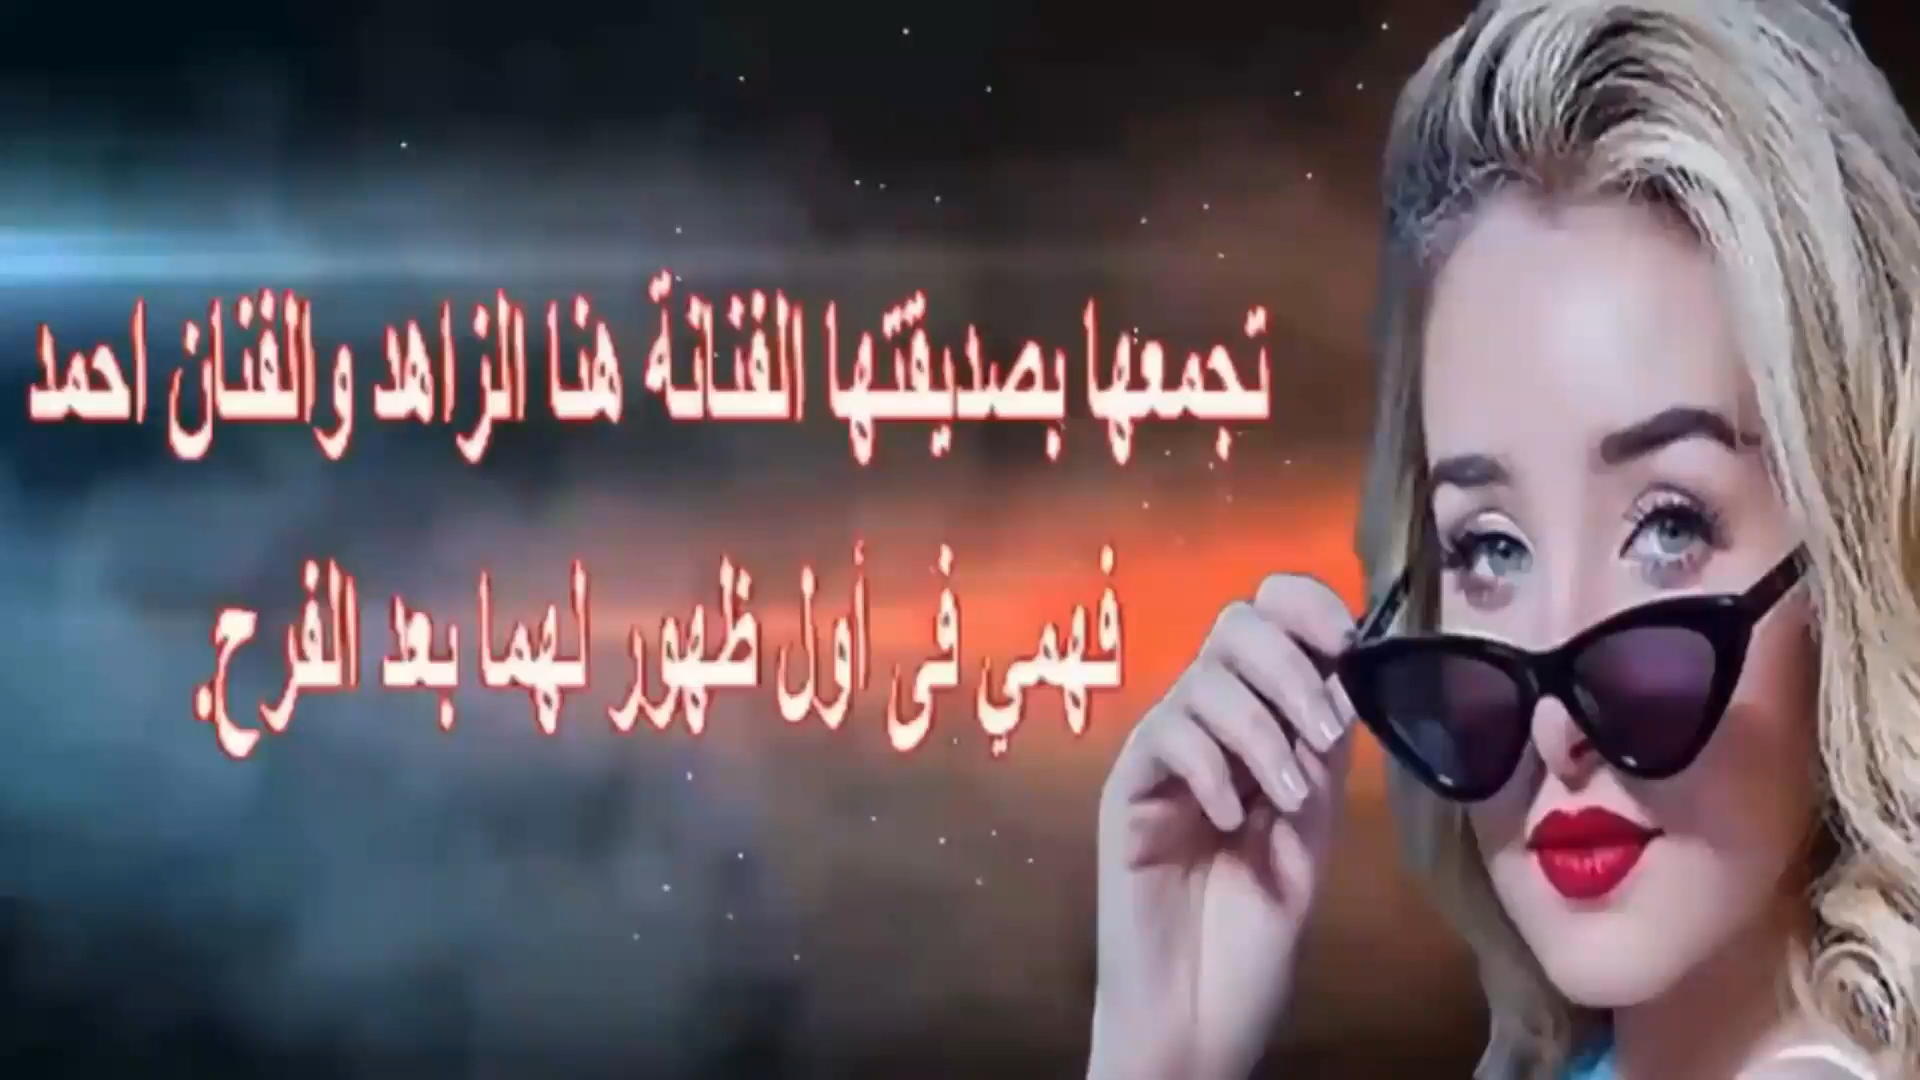 تجمعها بصديقتها الفنانة هنا الزاهد والفنان احمد
فهمي فى أول ظهور لهما بعد الفرح.